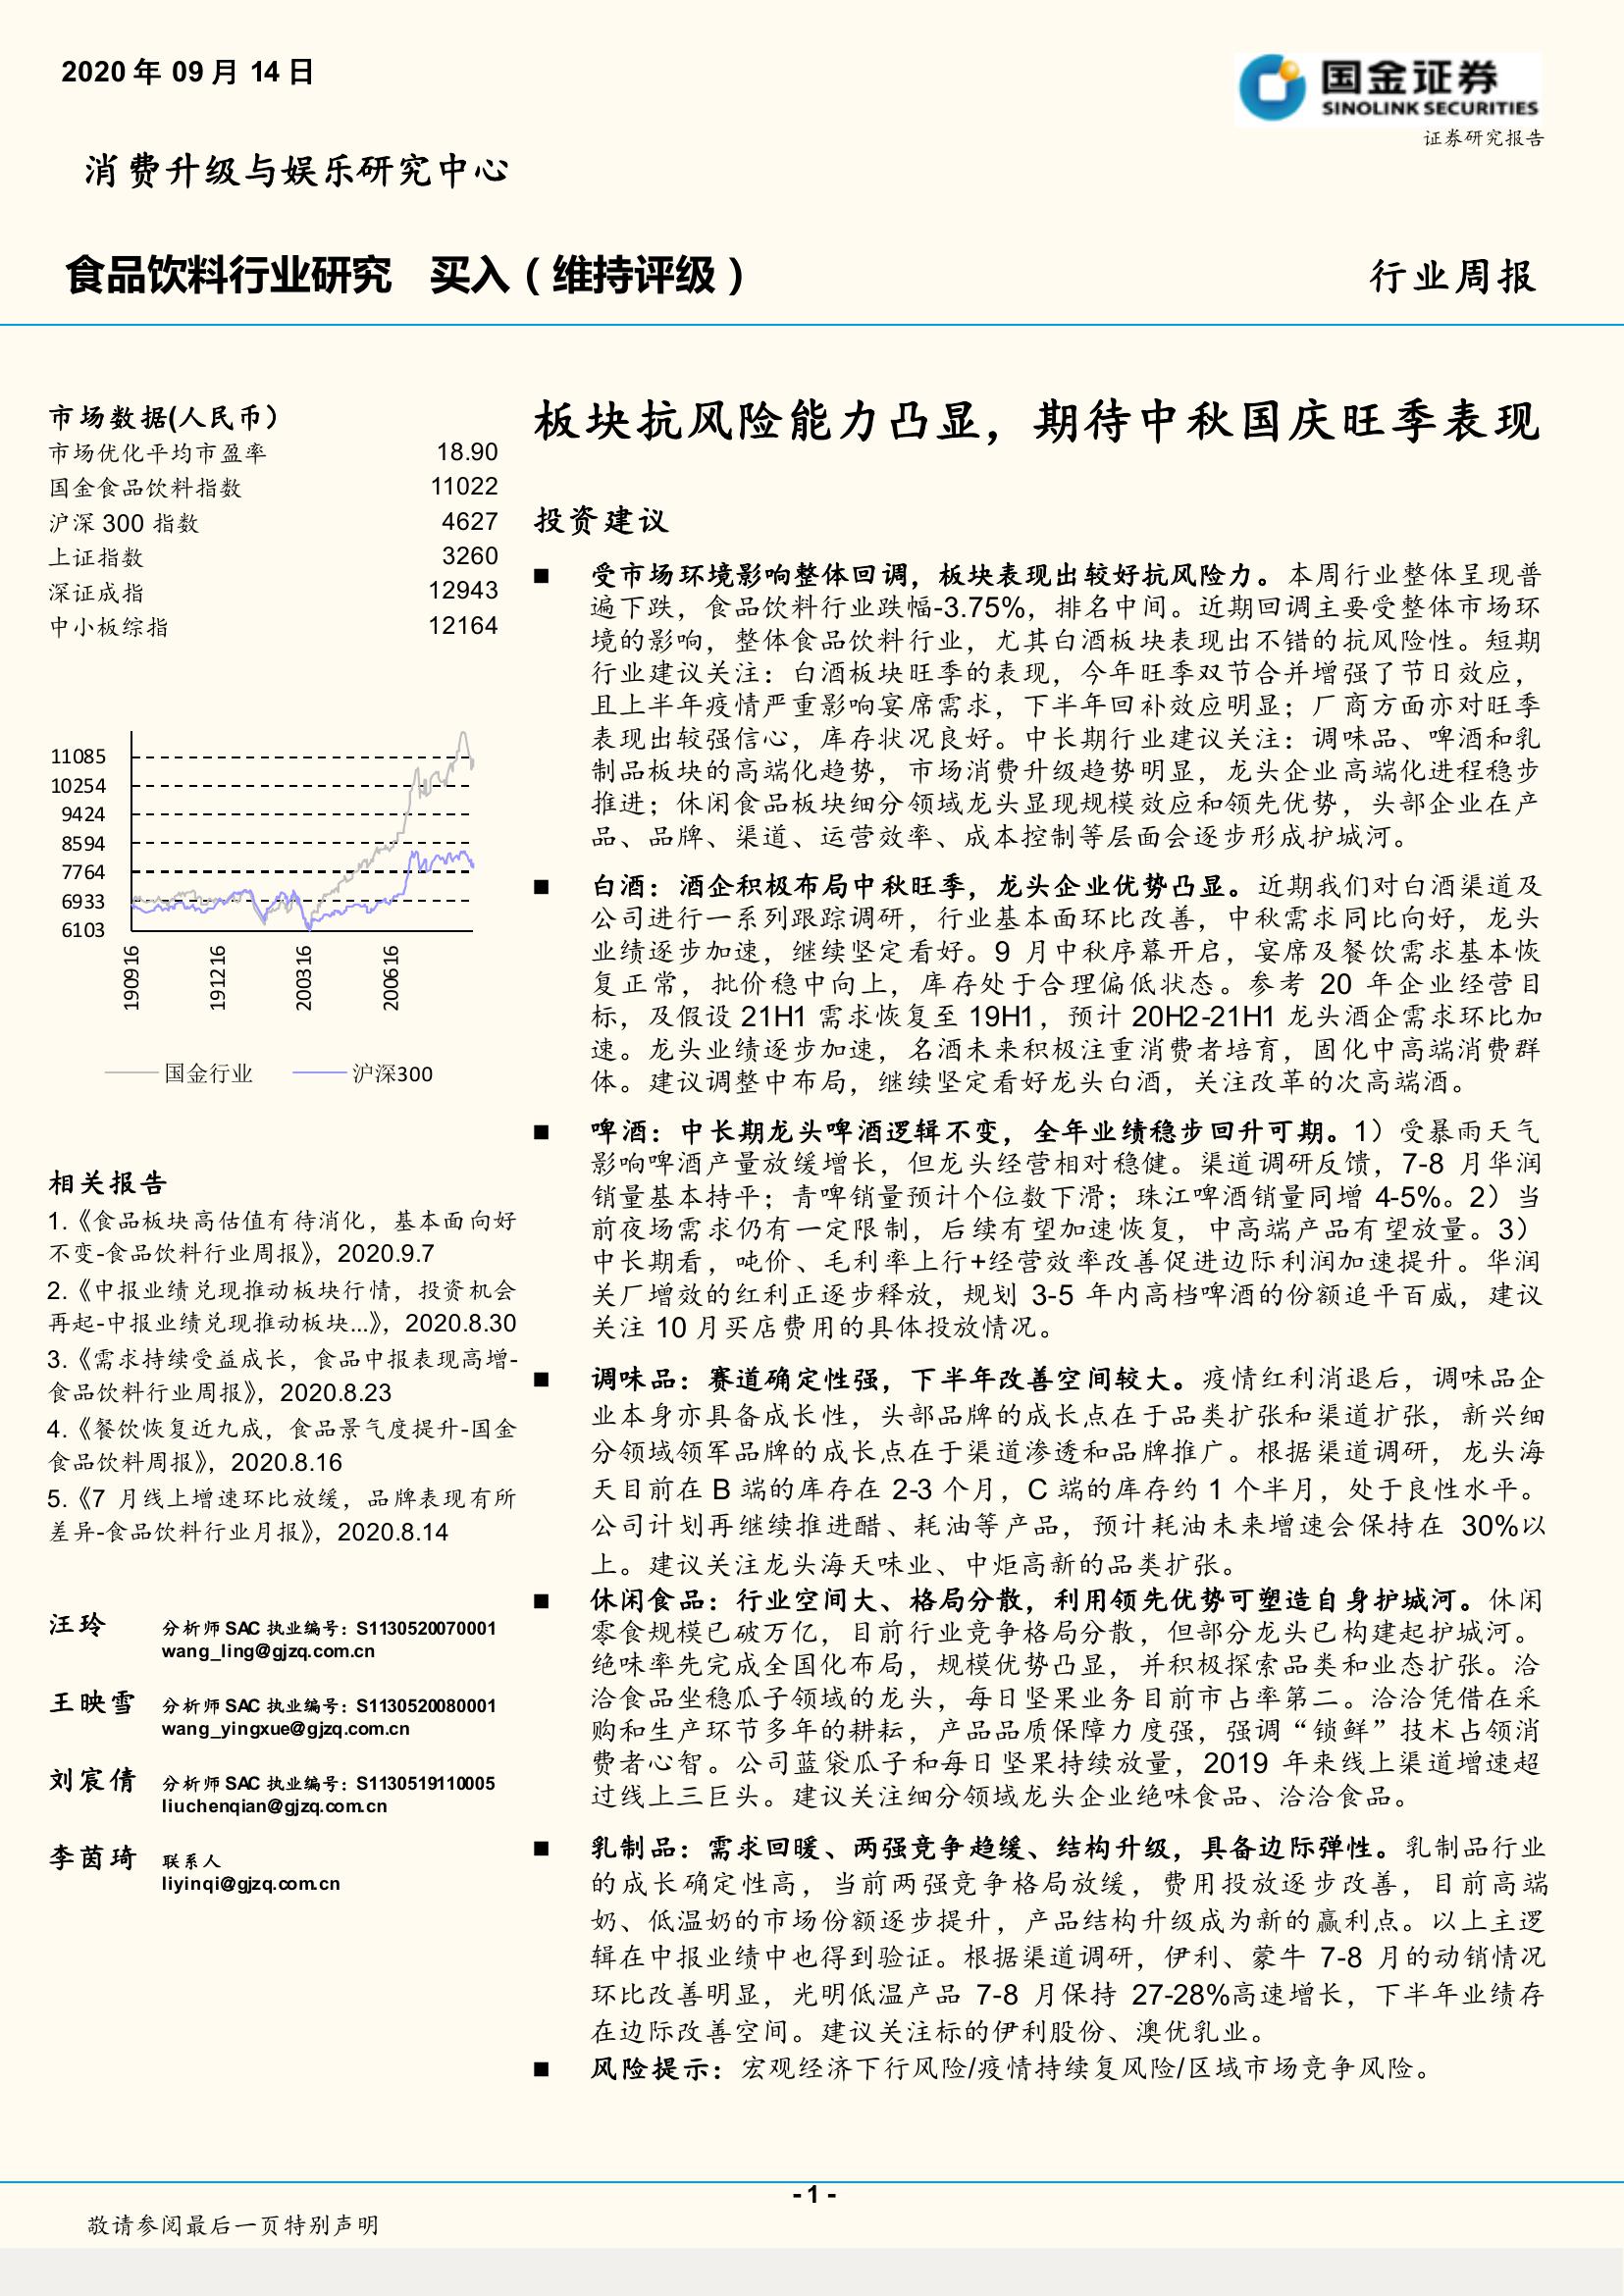 2020 年 09 月 14 日
国金证券
SINOLINK SECURITIES
证券研究报告
消费升级与娱乐研究中心
食品饮料行业研究 买入（维持评级）
行业周报
市场数据(人民币）
市场优化平均市盈率 18.90
国金食品饮料指数 11022
沪深 300 指数 4627
上证指数 3260
深证成指 12943
中小板综指 12164
11085
10254
9424
8594
7764
6933
6103
190916
191216
200316
200616
国金行业 沪深300
相关报告
1.《食品板块高估值有待消化，基本面向好
不变-食品饮料行业周报》，2020.9.7
2.《中报业绩兑现推动板块行情，投资机会
再起-中报业绩兑现推动板块...》，2020.8.30
3.《需求持续受益成长，食品中报表现高增-
食品饮料行业周报》，2020.8.23
4.《餐饮恢复近九成，食品景气度提升-国金
食品饮料周报》，2020.8.16
5.《7 月线上增速环比放缓，品牌表现有所
差异-食品饮料行业月报》，2020.8.14
汪玲 分析师 SAC 执业编号：S1130520070001
wang_ling@gjzq.com.cn
王映雪 分析师 SAC 执业编号：S1130520080001
wang_yingxue@gjzq.com.cn
刘宸倩 分析师 SAC 执业编号：S1130519110005
liuchenqian@gjzq.com.cn
李茵琦 联系人
liyinqi@gjzq.com.cn
板块抗风险能力凸显，期待中秋国庆旺季表现
投资建议
■ 受市场环境影响整体回调，板块表现出较好抗风险力。本周行业整体呈现普
遍下跌，食品饮料行业跌幅-3.75%，排名中间。近期回调主要受整体市场环
境的影响，整体食品饮料行业，尤其白酒板块表现出不错的抗风险性。短期
行业建议关注：白酒板块旺季的表现，今年旺季双节合并增强了节日效应，
且上半年疫情严重影响宴席需求，下半年回补效应明显；厂商方面亦对旺季
表现出较强信心，库存状况良好。中长期行业建议关注：调味品、啤酒和乳
制品板块的高端化趋势，市场消费升级趋势明显，龙头企业高端化进程稳步
推进；休闲食品板块细分领域龙头显现规模效应和领先优势，头部企业在产
品、品牌、渠道、运营效率、成本控制等层面会逐步形成护城河。
■ 白酒：酒企积极布局中秋旺季，龙头企业优势凸显。近期我们对白酒渠道及
公司进行一系列跟踪调研，行业基本面环比改善，中秋需求同比向好，龙头
业绩逐步加速，继续坚定看好。9 月中秋序幕开启，宴席及餐饮需求基本恢
复正常，批价稳中向上，库存处于合理偏低状态。参考 20 年企业经营目
标，及假设 21H1 需求恢复至 19H1，预计 20H2-21H1 龙头酒企需求环比加
速。龙头业绩逐步加速，名酒未来积极注重消费者培育，固化中高端消费群
体。建议调整中布局，继续坚定看好龙头白酒，关注改革的次高端酒。
■ 啤酒：中长期龙头啤酒逻辑不变，全年业绩稳步回升可期。1）受暴雨天气
影响啤酒产量放缓增长，但龙头经营相对稳健。渠道调研反馈，7-8 月华润
销量基本持平；青啤销量预计个位数下滑；珠江啤酒销量同增 4-5%。2）当
前夜场需求仍有一定限制，后续有望加速恢复，中高端产品有望放量。3）
中长期看，吨价、毛利率上行+经营效率改善促进边际利润加速提升。华润
关厂增效的红利正逐步释放，规划 3-5 年内高档啤酒的份额追平百威，建议
关注 10 月买店费用的具体投放情况。
■ 调味品：赛道确定性强，下半年改善空间较大。疫情红利消退后，调味品企
业本身亦具备成长性，头部品牌的成长点在于品类扩张和渠道扩张，新兴细
分领域领军品牌的成长点在于渠道渗透和品牌推广。根据渠道调研，龙头海
天目前在 B 端的库存在 2-3 个月，C 端的库存约 1 个半月，处于良性水平。
公司计划再继续推进醋、耗油等产品，预计耗油未来增速会保持在 30%以
上。建议关注龙头海天味业、中炬高新的品类扩张。
■ 休闲食品：行业空间大、格局分散，利用领先优势可塑造自身护城河。休闲
零食规模已破万亿，目前行业竞争格局分散，但部分龙头已构建起护城河。
绝味率先完成全国化布局，规模优势凸显，并积极探索品类和业态扩张。洽
洽食品坐稳瓜子领域的龙头，每日坚果业务目前市占率第二。洽洽凭借在采
购和生产环节多年的耕耘，产品品质保障力度强，强调“锁鲜”技术占领消
费者心智。公司蓝袋瓜子和每日坚果持续放量，2019 年来线上渠道增速超
过线上三巨头。建议关注细分领域龙头企业绝味食品、洽洽食品。
■ 乳制品：需求回暖、两强竞争趋缓、结构升级，具备边际弹性。乳制品行业
的成长确定性高，当前两强竞争格局放缓，费用投放逐步改善，目前高端
奶、低温奶的市场份额逐步提升，产品结构升级成为新的赢利点。以上主逻
辑在中报业绩中也得到验证。根据渠道调研，伊利、蒙牛 7-8 月的动销情况
环比改善明显，光明低温产品 7-8 月保持 27-28%高速增长，下半年业绩存
在边际改善空间。建议关注标的伊利股份、澳优乳业。
■ 风险提示：宏观经济下行风险/疫情持续复风险/区域市场竞争风险。
- 1 -
敬请参阅最后一页特别声明